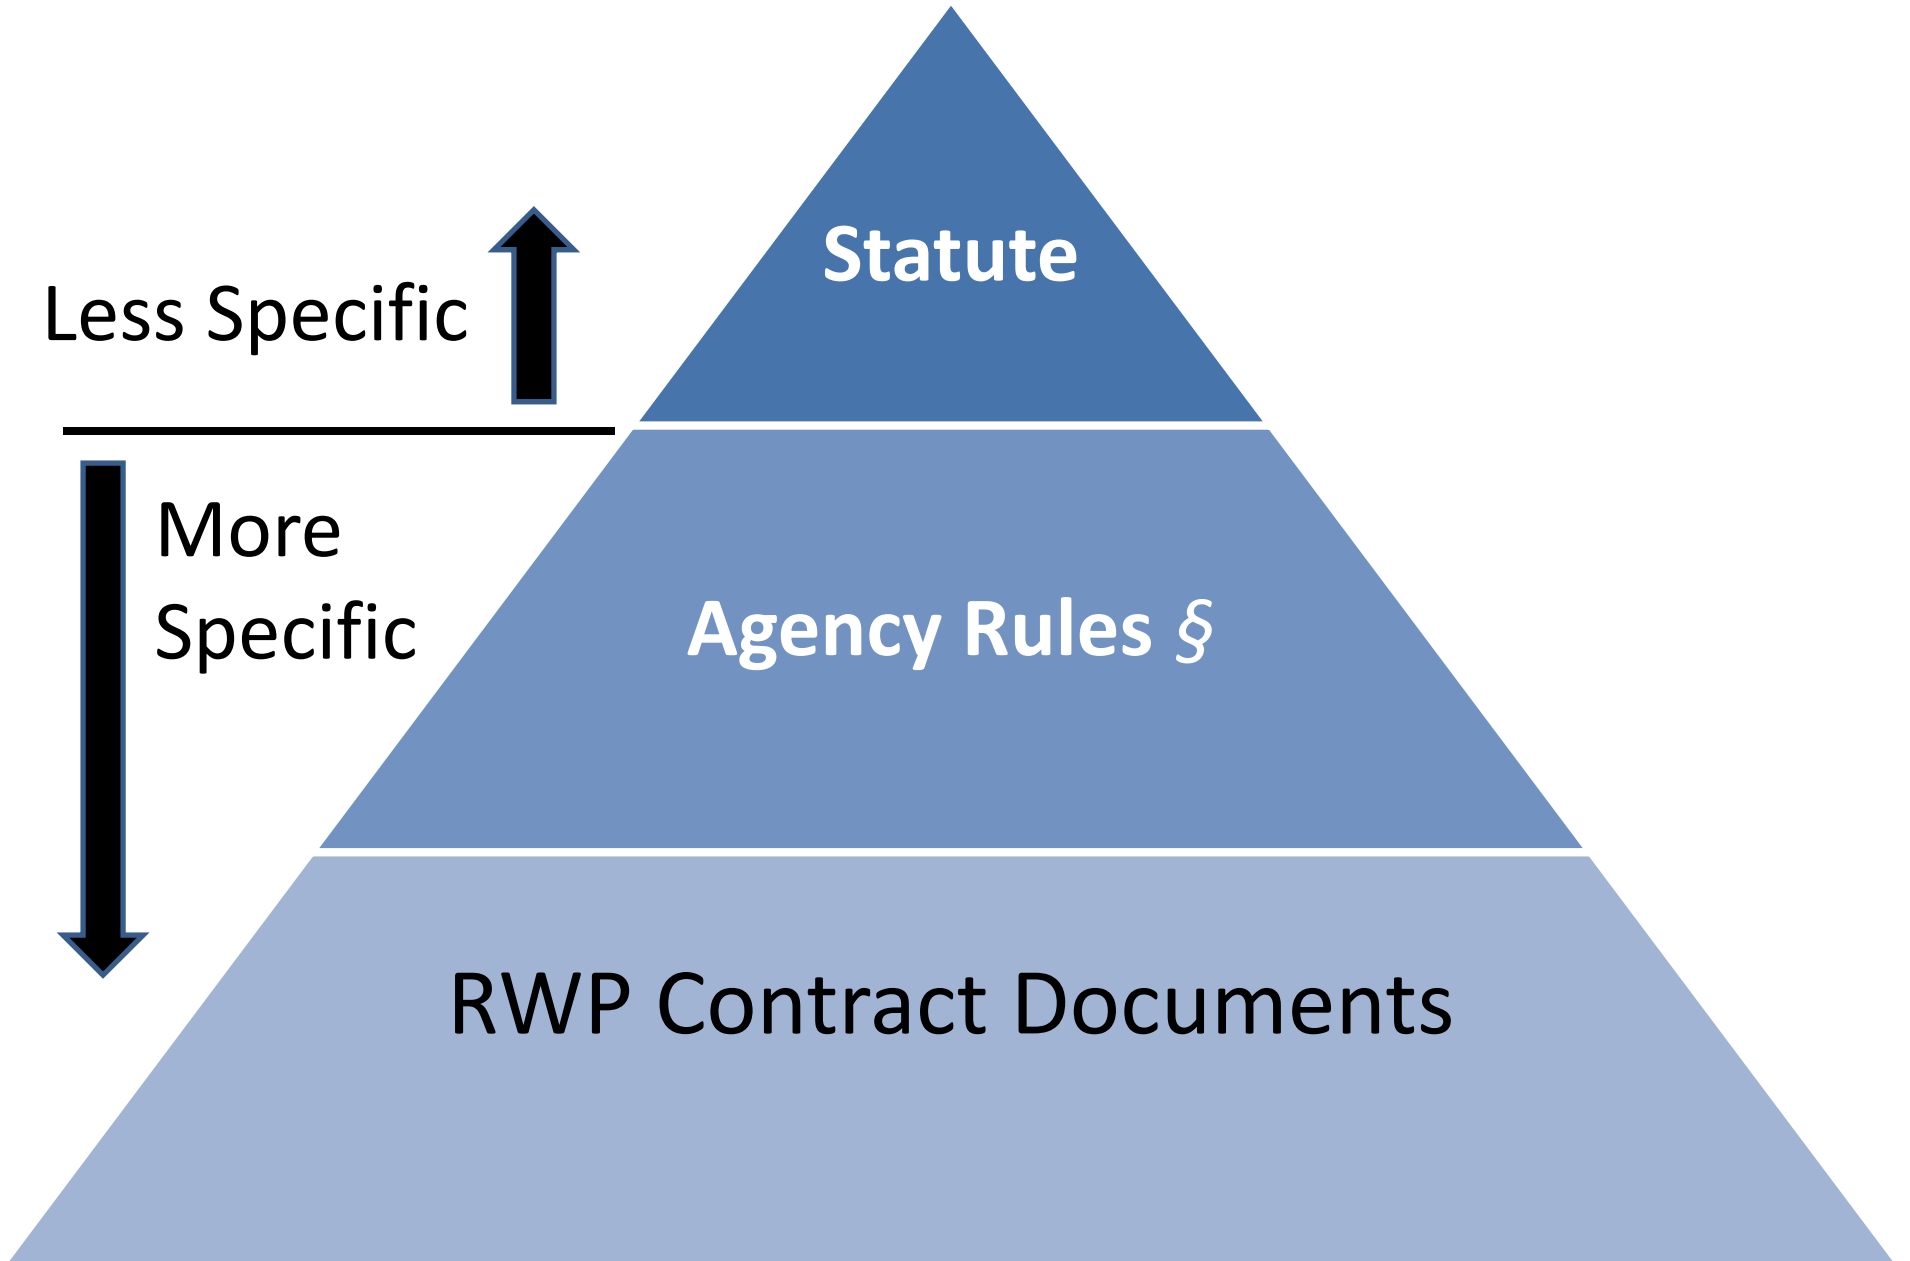 Statute
Less Specific
More
Specific
Agency Rules §
RWP Contract Documents